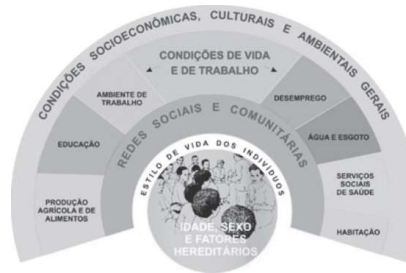 CONDIÇÕES SOCIOECONÔMICAS, CULTURAIS E AMBIENTAIS GERAIS
CONDIÇÕES DE VIDA
E DE TRABALHO
AMBIENTE DE
TRABALHO
DESEMPREGO
REDES SOCIAIS E COMUNITÁRIAS
EDUCAÇÃO
ÁGUA E ESGOTO
ESTILO DE VIDA DOS INDIVÍDUOS
SERVIÇOS
SOCIAIS
DE SAÚDE
PRODUÇÃO
AGRÍCOLA E DE
ALIMENTOS
HABITAÇÃO
IDADE, SEXO
E FATORES
HEREDITÁRIOS